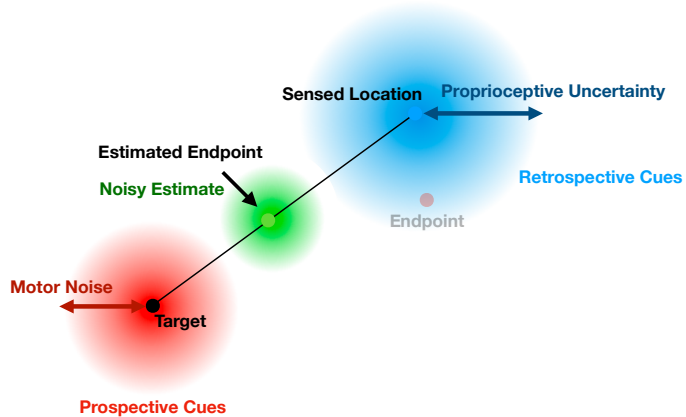 Sensed Location
Proprioceptive Uncertainty
Estimated Endpoint
Noisy Estimate
Retrospective Cues
Endpoint
Motor Noise
Target
Prospective Cues